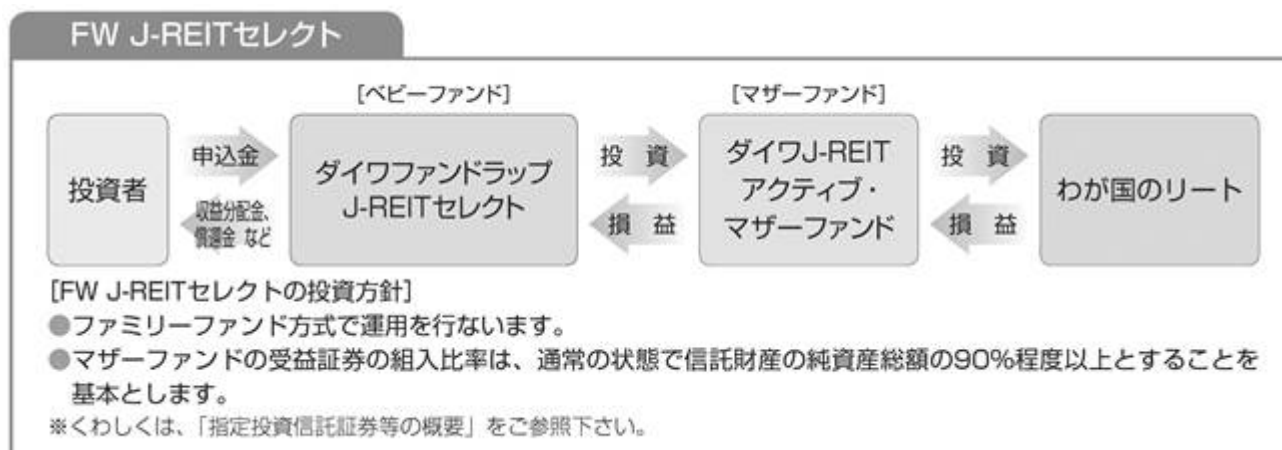 FW J-REITセレクト
[ベビーファンド]
[マザーファンド]
投資者
申込金
収益分配金、
償還金 など
ダイワファンドラップ
J-REITセレクト
投 資
損 益
ダイワJ-REIT
アクティブ・
マザーファンド
投 資
損 益
わが国のリート
[FW J-REITセレクトの投資方針]
●ファミリーファンド方式で運用を行ないます。
●マザーファンドの受益証券の組入比率は、通常の状態で信託財産の純資産総額の90%程度以上とすることを
基本とします。
※くわしくは、「指定投資信託証券等の概要」をご参照下さい。